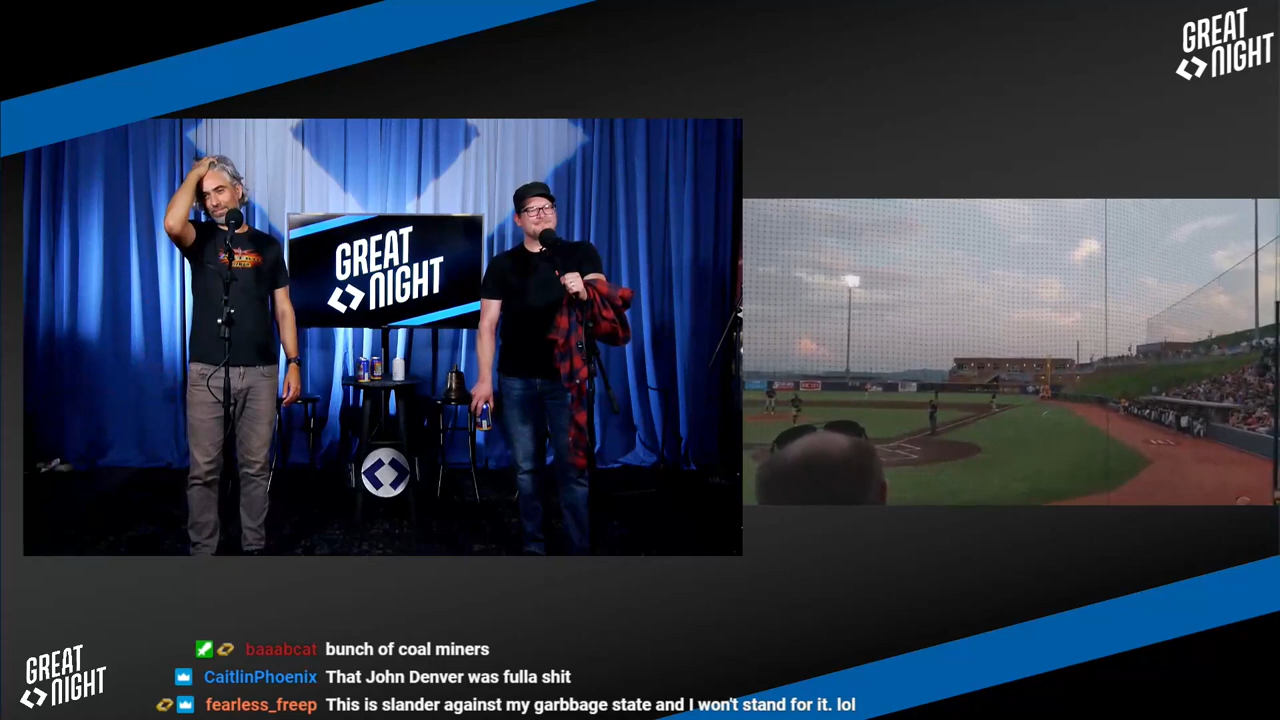 GREAT
NIGHT
GREAT
NIGHT
GREAT
NIGHT
baaabcat bunch of coal miners
CaitlinPhoenix That John Denver was fulla shit
fearless_freep This is slander against my garbbage state and I won't stand for it. lol